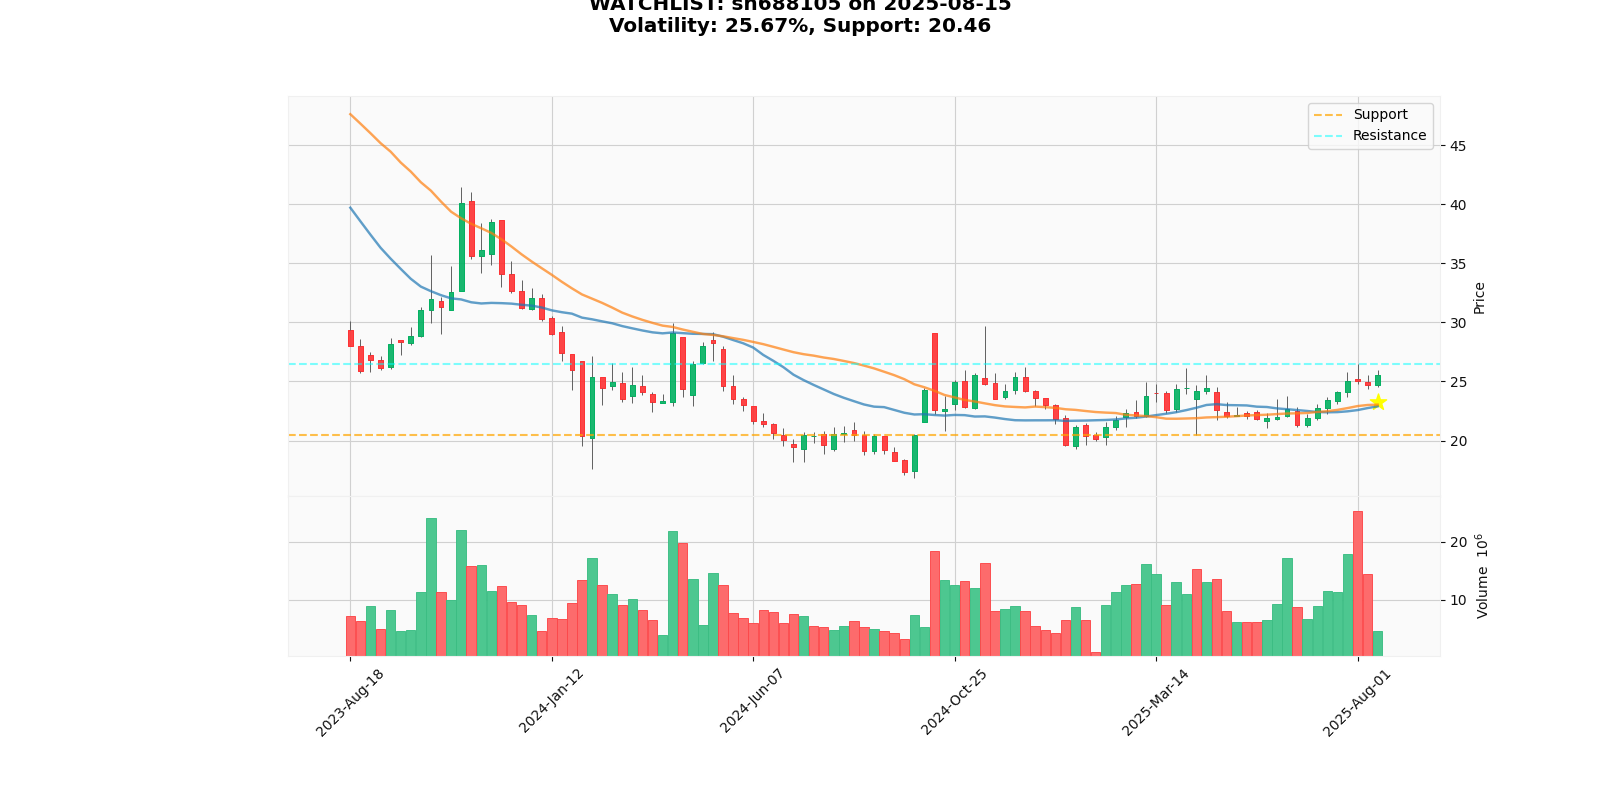 WATCHLIST: sh688105 on 2025-08-15
Volatility: 25.67%, Support: 20.46
Support
Resistance
45
40
35
30
25
20
Price
20
10
Volume 10^6
2023-Aug-18
2024-Jan-12
2024-Jun-07
2024-Oct-25
2025-Mar-14
2025-Aug-01